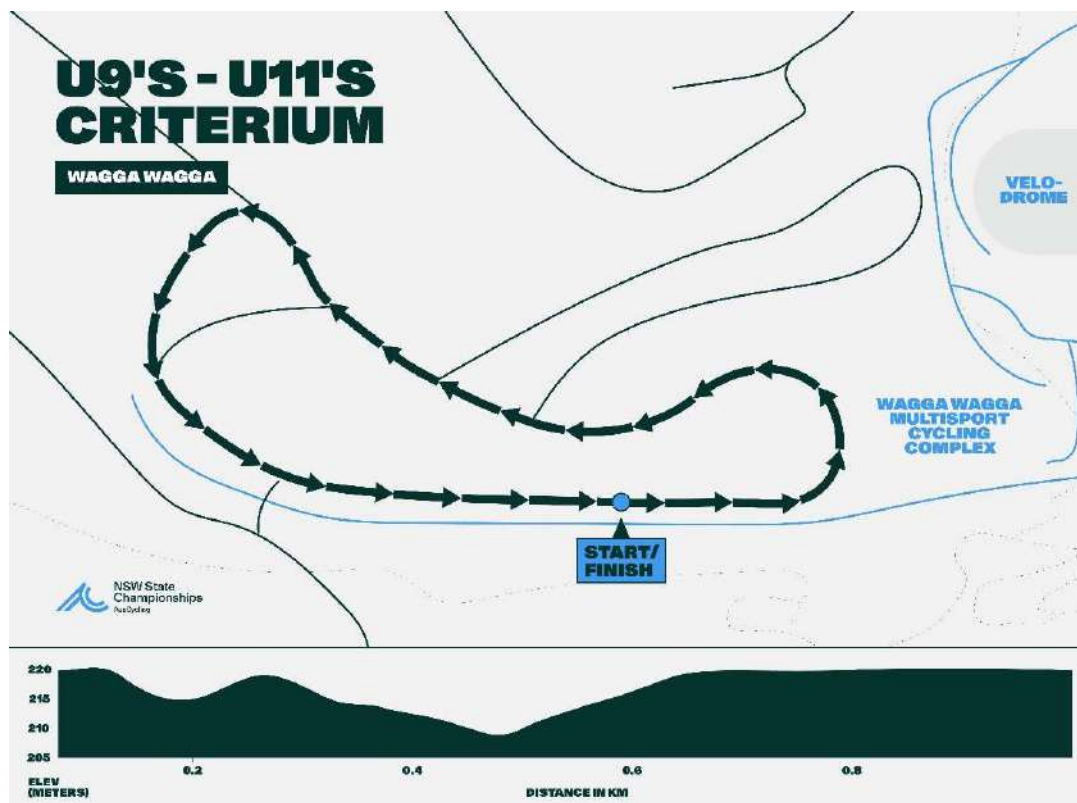 U9'S - U11'S
CRITERIUM
WAGGA WAGGA
VELO-
DROME
WAGGA WAGGA
MULTISPORT
CYCLING
COMPLEX
START/
FINISH
NSW State
Championships
AusCycling
220
215
210
205
0.2
0.4
0.6
0.8
ELEV
(METERS)
DISTANCE IN KM